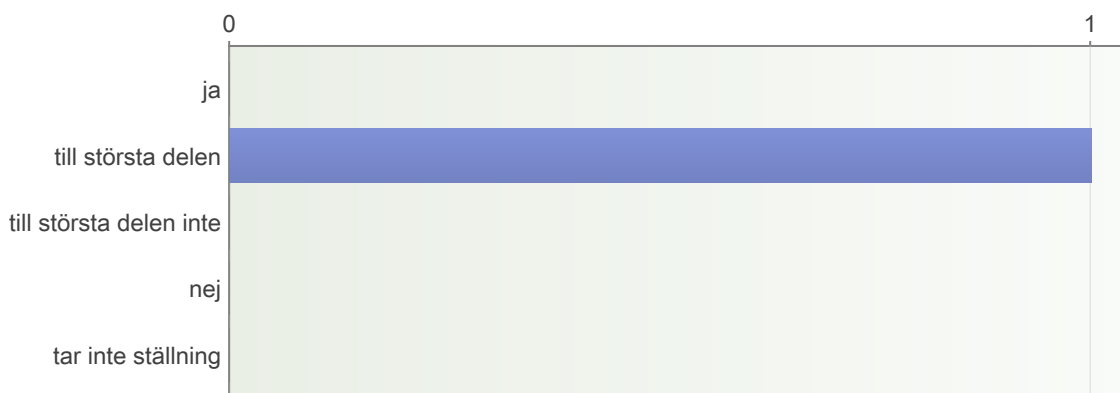 0 1
ja
till största delen
till största delen inte
nej
tar inte ställning